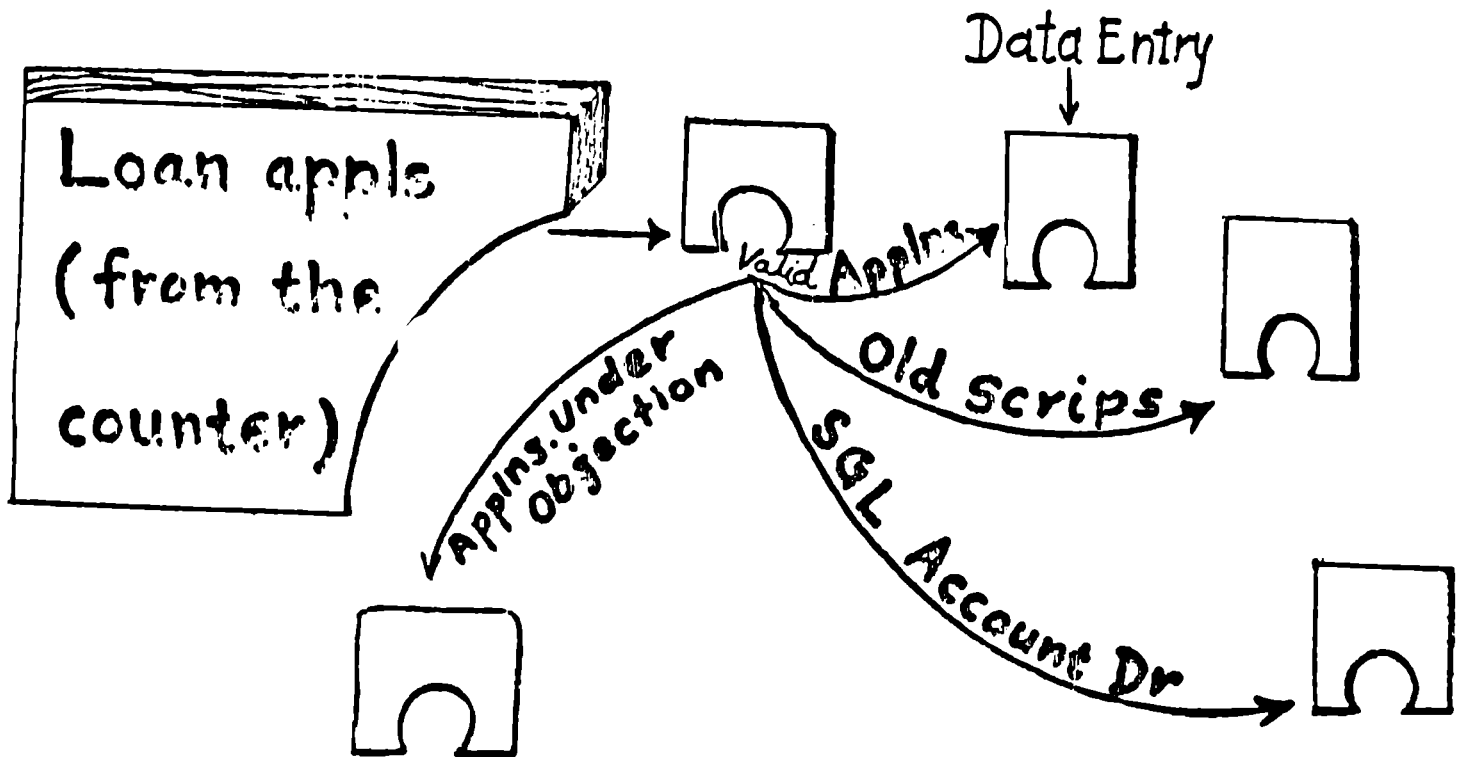 Data Entry
Loan appls
(from the
counter)
Valid Applns.
Old Scrips
SGL Account Dr
Applns. Under
Objection